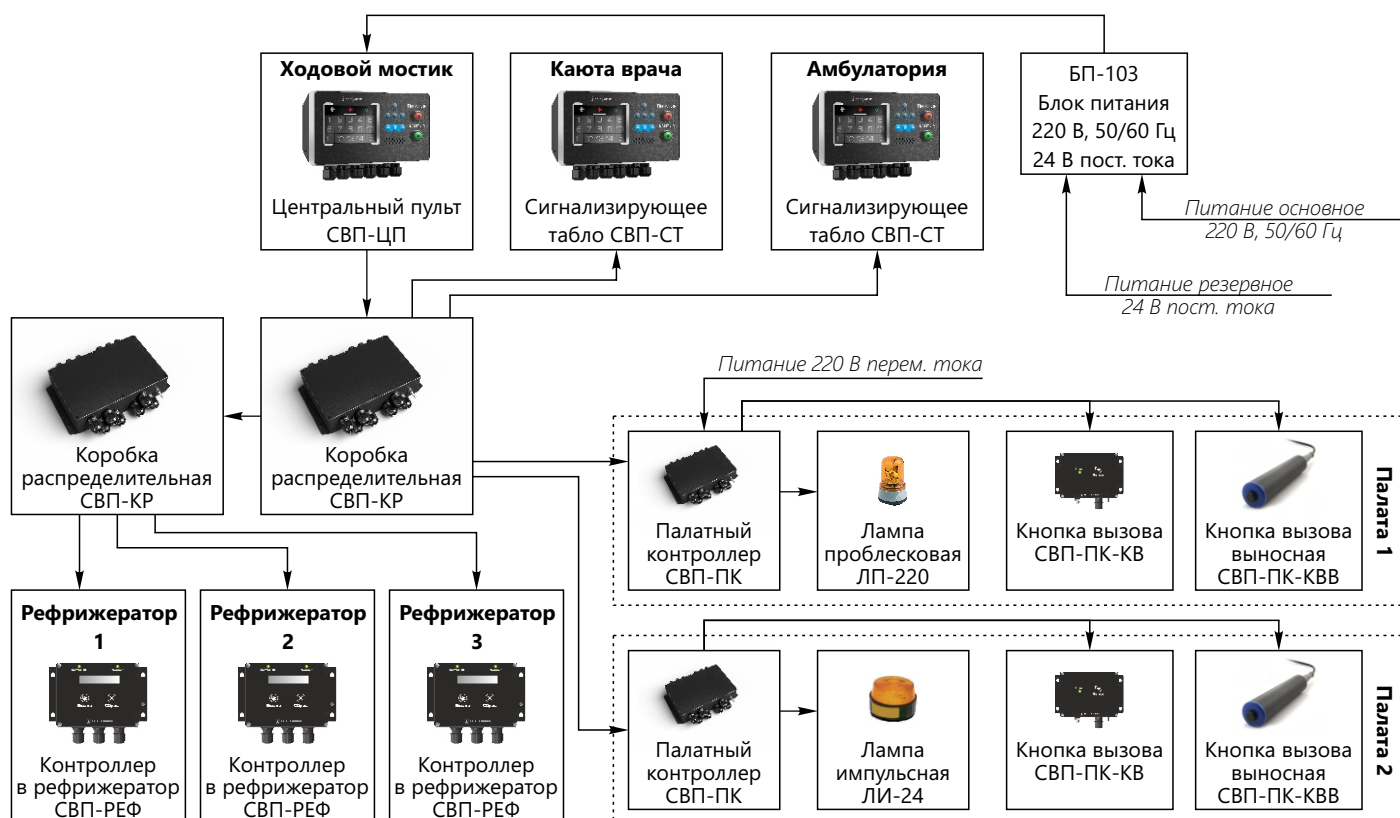 Ходовой мостик
Центральный пульт
СВП-ЦП
Каюта врача
Сигнализирующее
табло СВП-СТ
Амбулатория
Сигнализирующее
табло СВП-СТ
БП-103
Блок питания
220 В, 50/60 Гц
24 В пост. тока
Питание основное
220 В, 50/60 Гц
Питание резервное
24 В пост. тока
Коробка
распределительная
СВП-КР
Коробка
распределительная
СВП-КР
Питание 220 В перем. тока
Палатный
контроллер
СВП-ПК
Лампа
проблесковая
ЛП-220
Кнопка вызова
СВП-ПК-КВ
Кнопка вызова
выносная
СВП-ПК-КВВ
Палата 1
Рефрижератор
1
Контроллер
в рефрижератор
СВП-РЕФ
Рефрижератор
2
Контроллер
в рефрижератор
СВП-РЕФ
Рефрижератор
3
Контроллер
в рефрижератор
СВП-РЕФ
Палатный
контроллер
СВП-ПК
Лампа
импульсная
ЛИ-24
Кнопка вызова
СВП-ПК-КВ
Кнопка вызова
выносная
СВП-ПК-КВВ
Палата 2